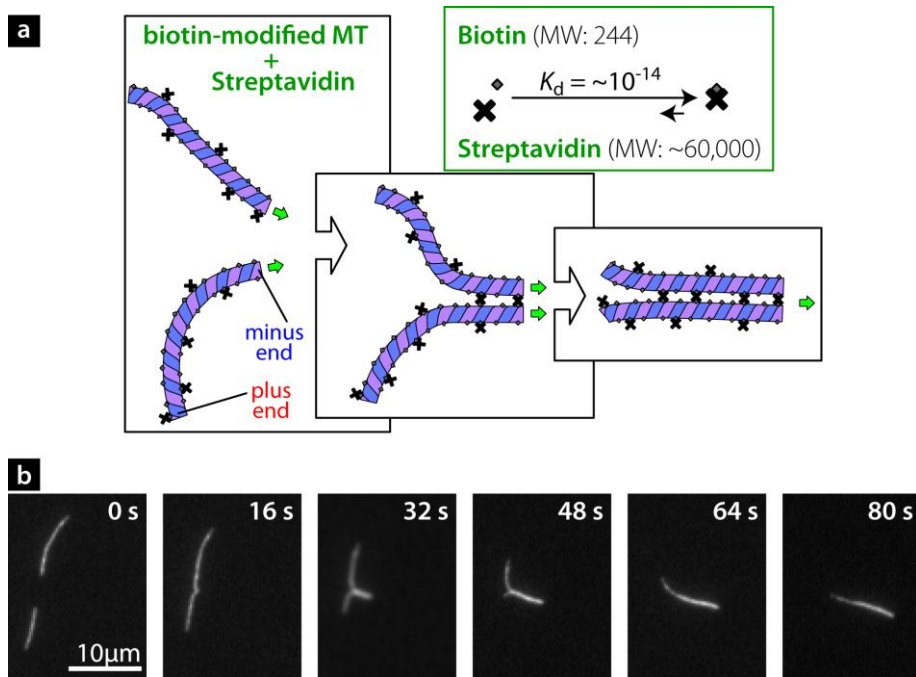 a
biotin-modified MT
+
Streptavidin
Biotin (MW: 244)
Kd = ~10-14
Streptavidin (MW: ~60,000)
minus
end
plus
end
b
0 s
16 s
32 s
48 s
64 s
80 s
10μm